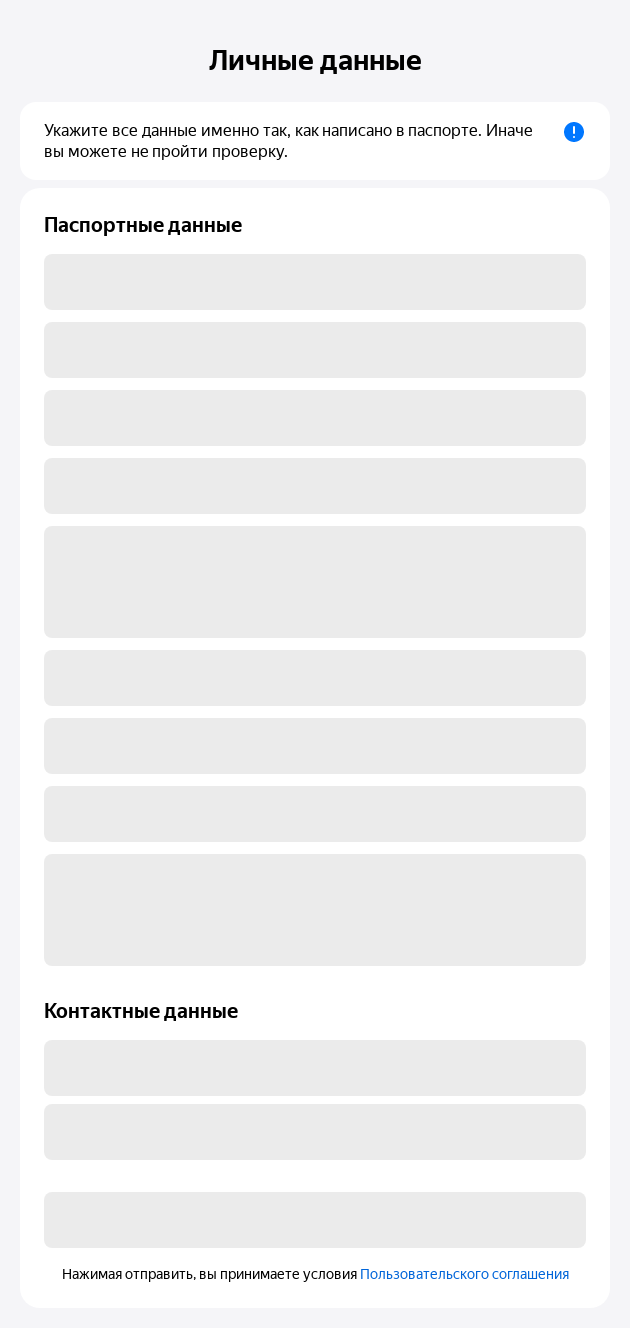 Личные данные
Укажите все данные именно так, как написано в паспорте. Иначе
вы можете не пройти проверку.
Паспортные данные
Контактные данные
Нажимая отправить, вы принимаете условия Пользовательского соглашения